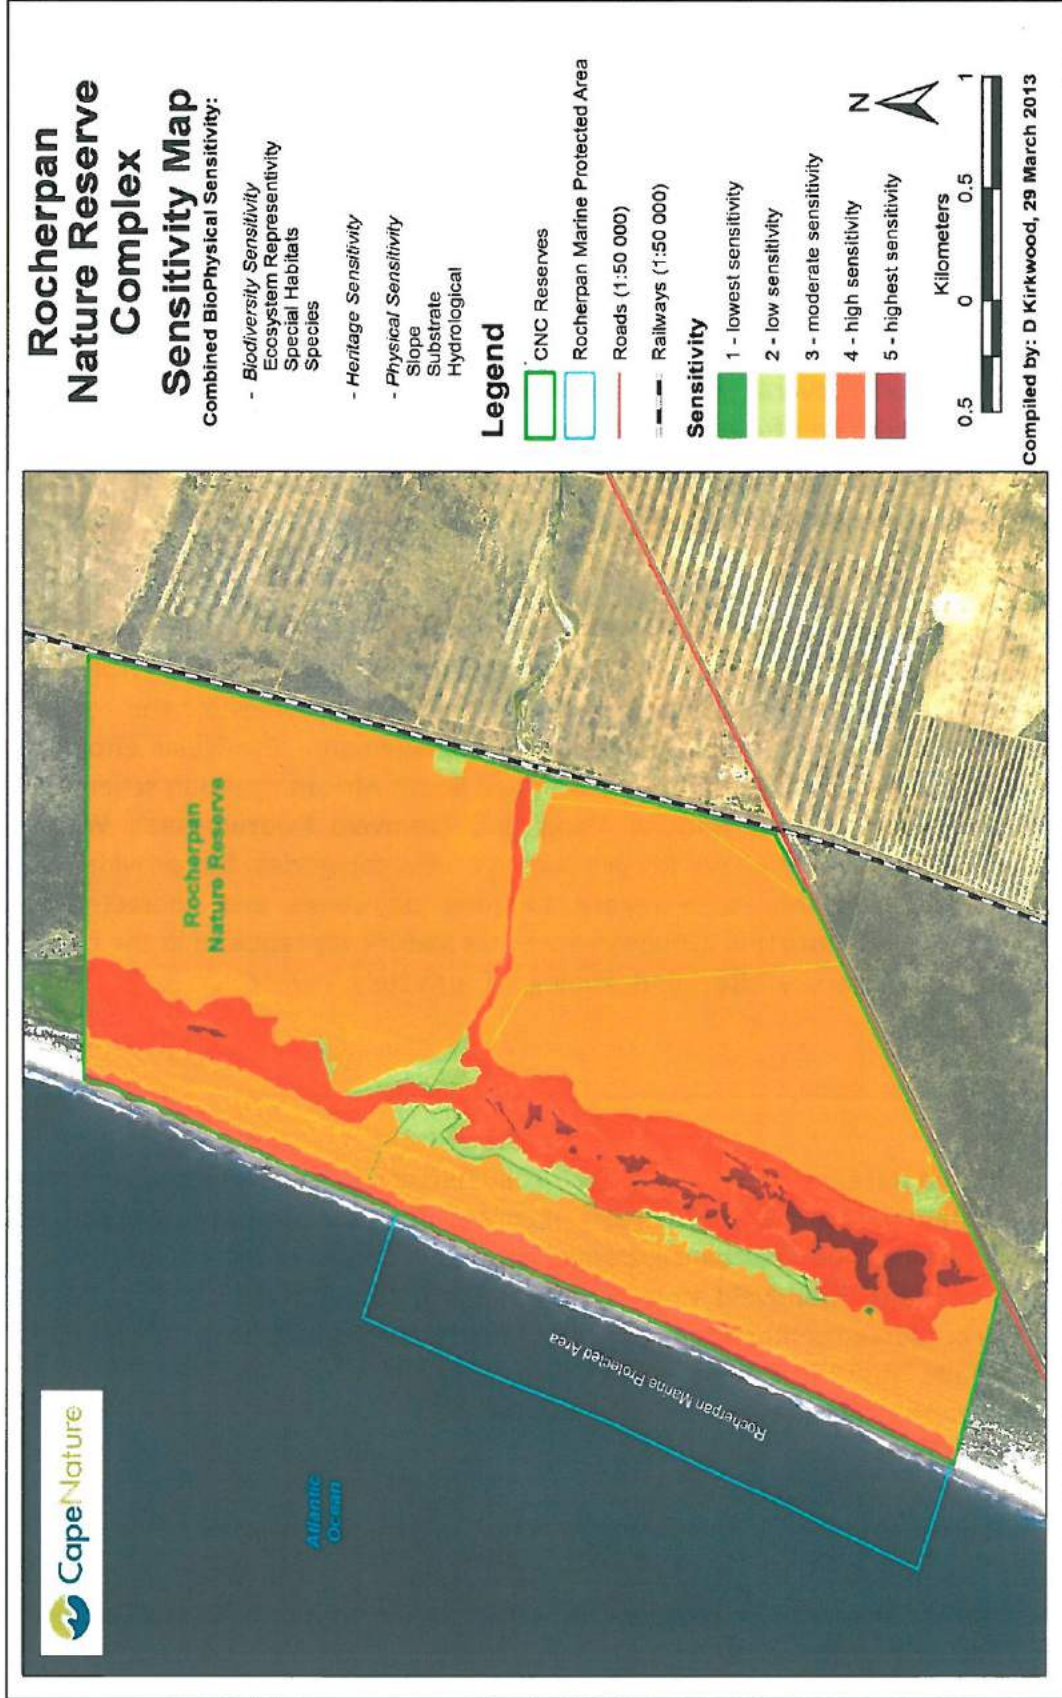 CapeNature
Atlantic
Ocean
Rocherpan Marine Protected Area
Rocherpan
Nature Reserve
Rocherpan
Nature Reserve
Complex
Sensitivity Map
Combined BioPhysical Sensitivity:
- Biodiversity Sensitivity
Ecosystem Representivity
Special Habitats
Species
- Heritage Sensitivity
- Physical Sensitivity
Slope
Substrate
Hydrological
Legend
CNC Reserves
Rocherpan Marine Protected Area
Roads (1:50 000)
Railways (1:50 000)
Sensitivity
1 - lowest sensitivity
2 - low sensitivity
3 - moderate sensitivity
4 - high sensitivity
5 - highest sensitivity
N
Kilometers
0.5 0 0.5 1
Compiled by: D Kirkwood, 29 March 2013